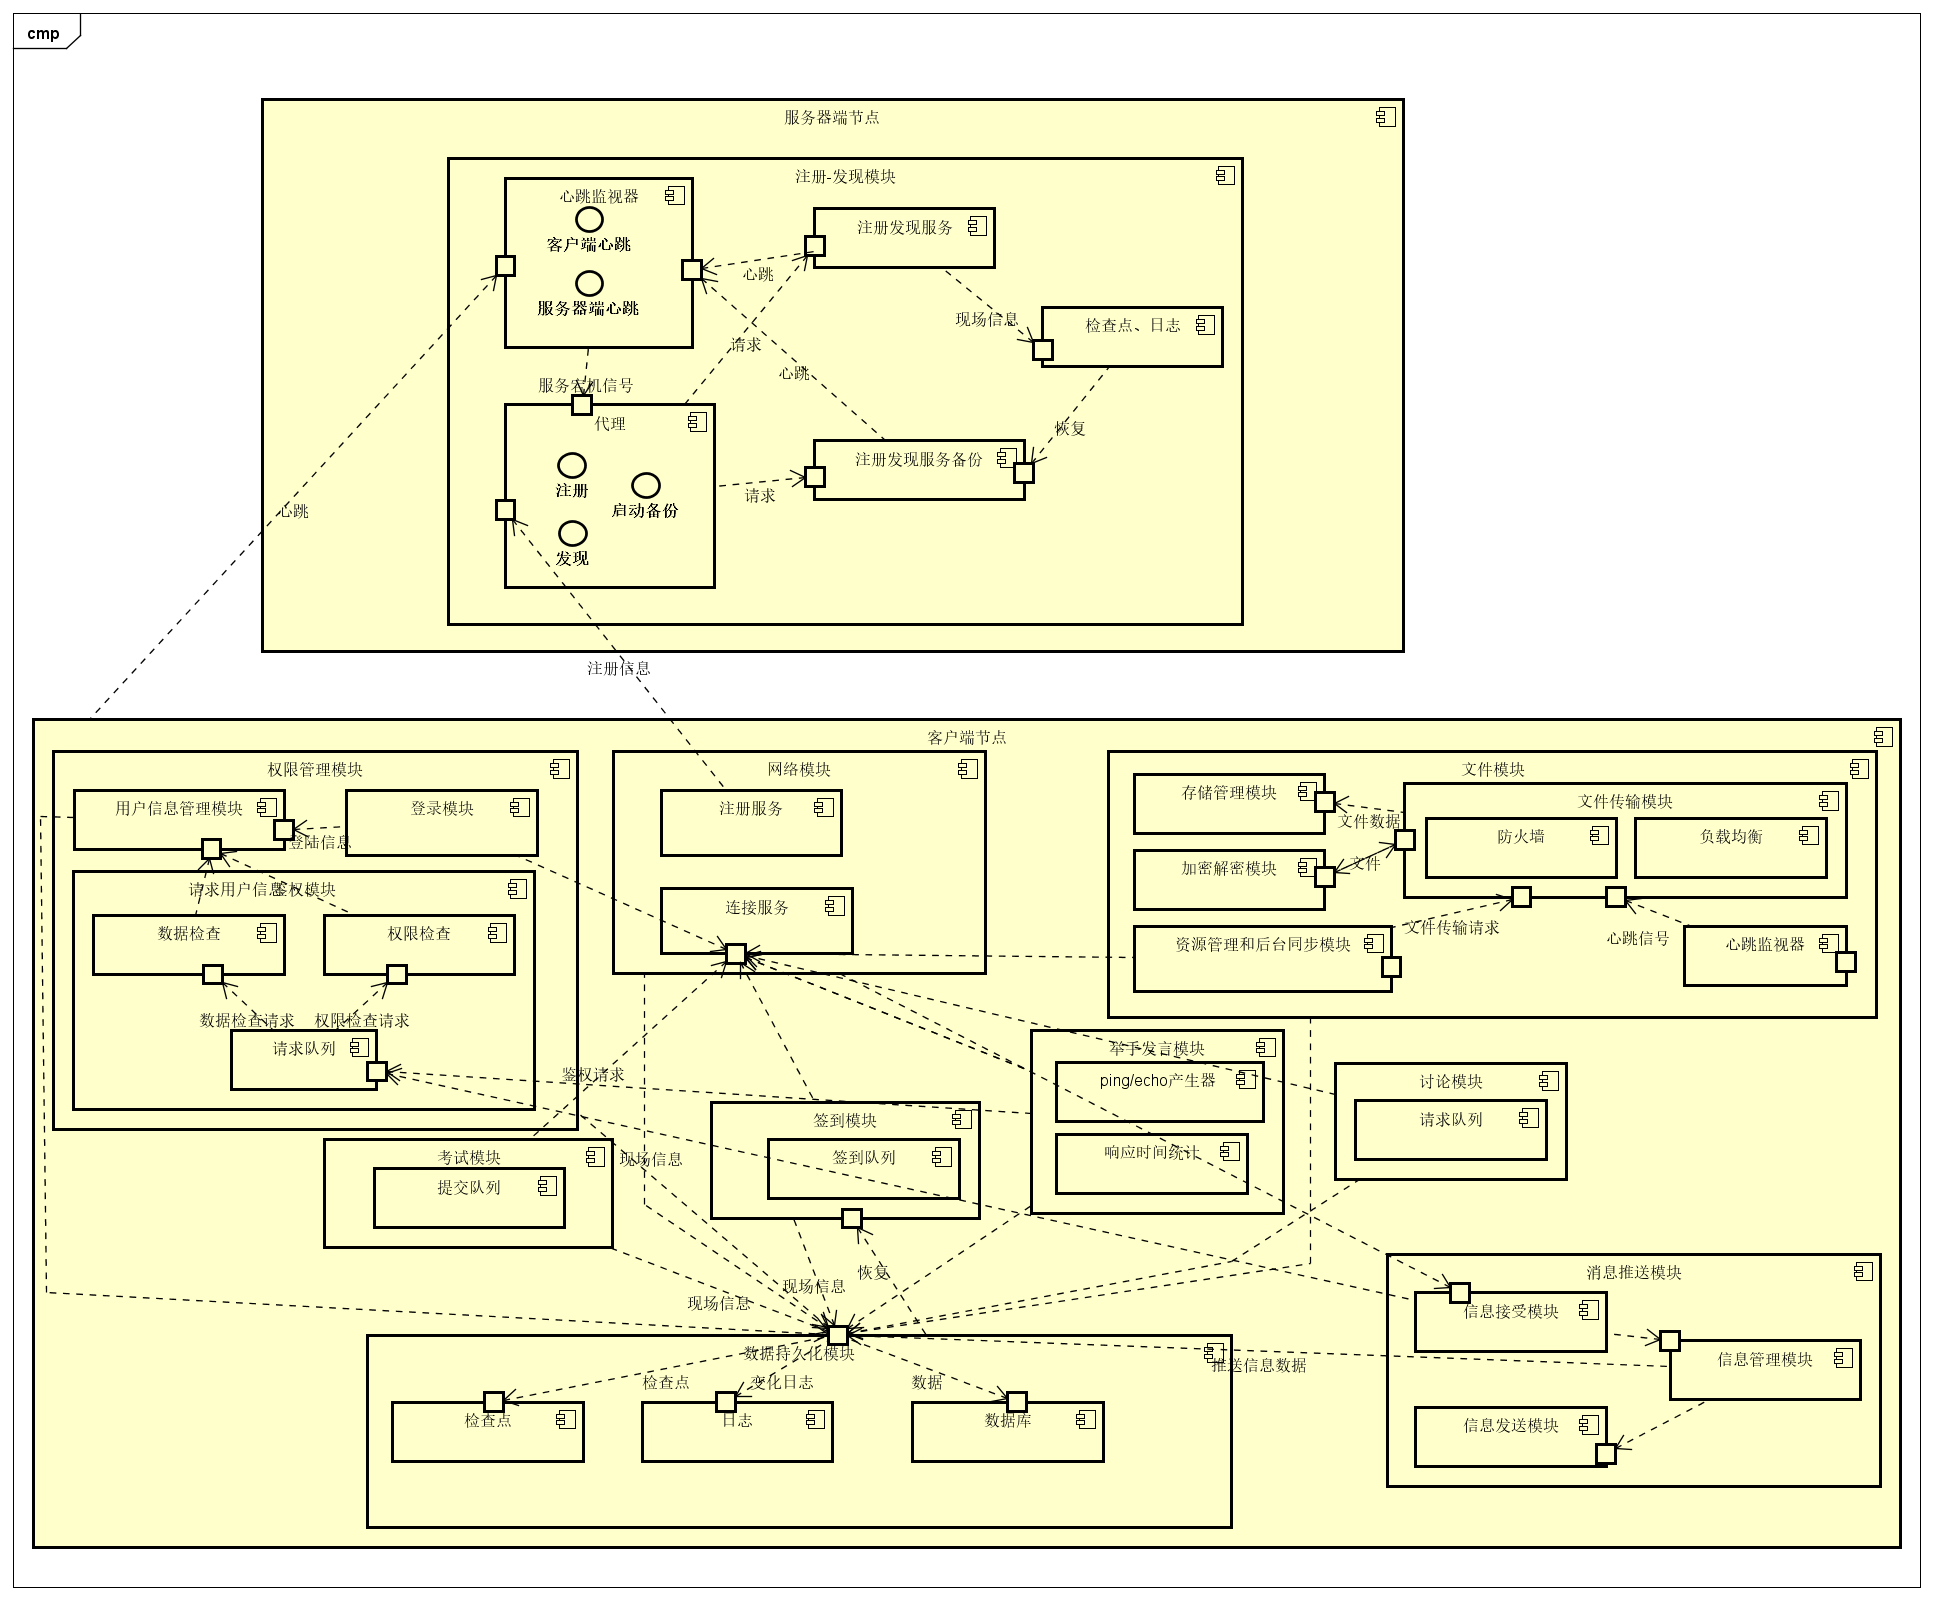 cmp
服务器端节点
注册-发现模块
心跳监视器
客户端心跳
服务器端心跳
注册发现服务
心跳
现场信息
检查点、日志
请求
心跳
服务宕机信号
代理
恢复
注册发现服务备份
注册
启动备份
请求
发现
心跳
注册信息
客户端节点
权限管理模块
用户信息管理模块
登录模块
登陆信息
请求用户信息
鉴权模块
数据检查
权限检查
数据检查请求
权限检查请求
请求队列
网络模块
注册服务
连接服务
文件模块
存储管理模块
文件传输模块
文件数据
防火墙
负载均衡
加密解密模块
文件
资源管理和后台同步模块
文件传输请求
心跳信号
心跳监视器
鉴权请求
举手发言模块
ping/echo产生器
响应时间统计
讨论模块
请求队列
签到模块
签到队列
考试模块
提交队列
现场信息
恢复
现场信息
现场信息
消息推送模块
信息接受模块
信息管理模块
信息发送模块
推送信息数据
数据持久化模块
检查点
变化日志
数据
检查点
日志
数据库